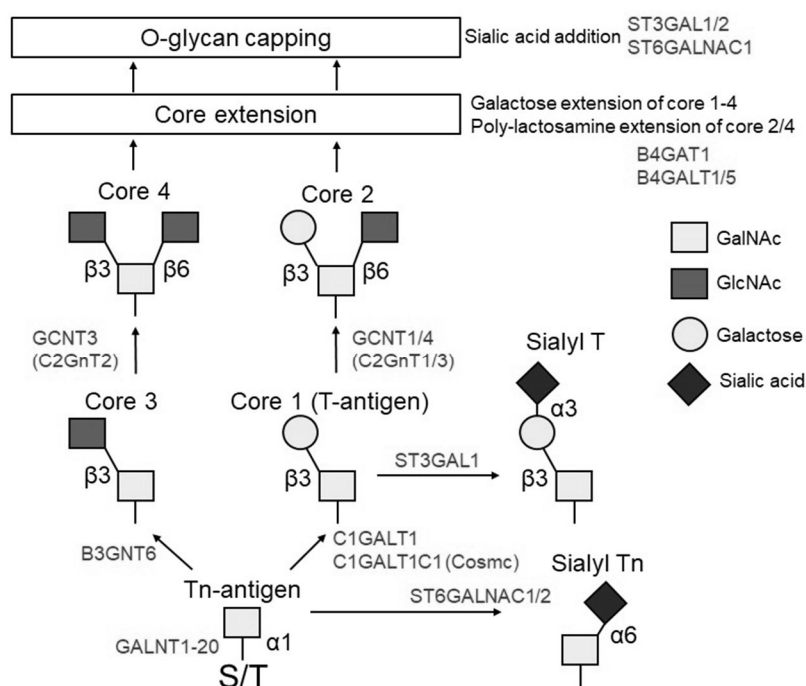 O-glycan capping
Sialic acid addition
ST3GAL1/2
ST6GALNAC1
Core extension
Galactose extension of core 1-4
Poly-lactosamine extension of core 2/4
B4GAT1
B4GALT1/5
Core 4
Core 2
β3
β6
β3
β6
GalNAc
GlcNAc
Galactose
Sialic acid
GCNT3
(C2GnT2)
GCNT1/4
(C2GnT1/3)
Sialyl T
α3
β3
Core 3
Core 1 (T-antigen)
β3
β3
ST3GAL1
B3GNT6
C1GALT1
C1GALT1C1 (Cosmc)
Tn-antigen
ST6GALNAC1/2
Sialyl Tn
α6
GALNT1-20
α1
S/T